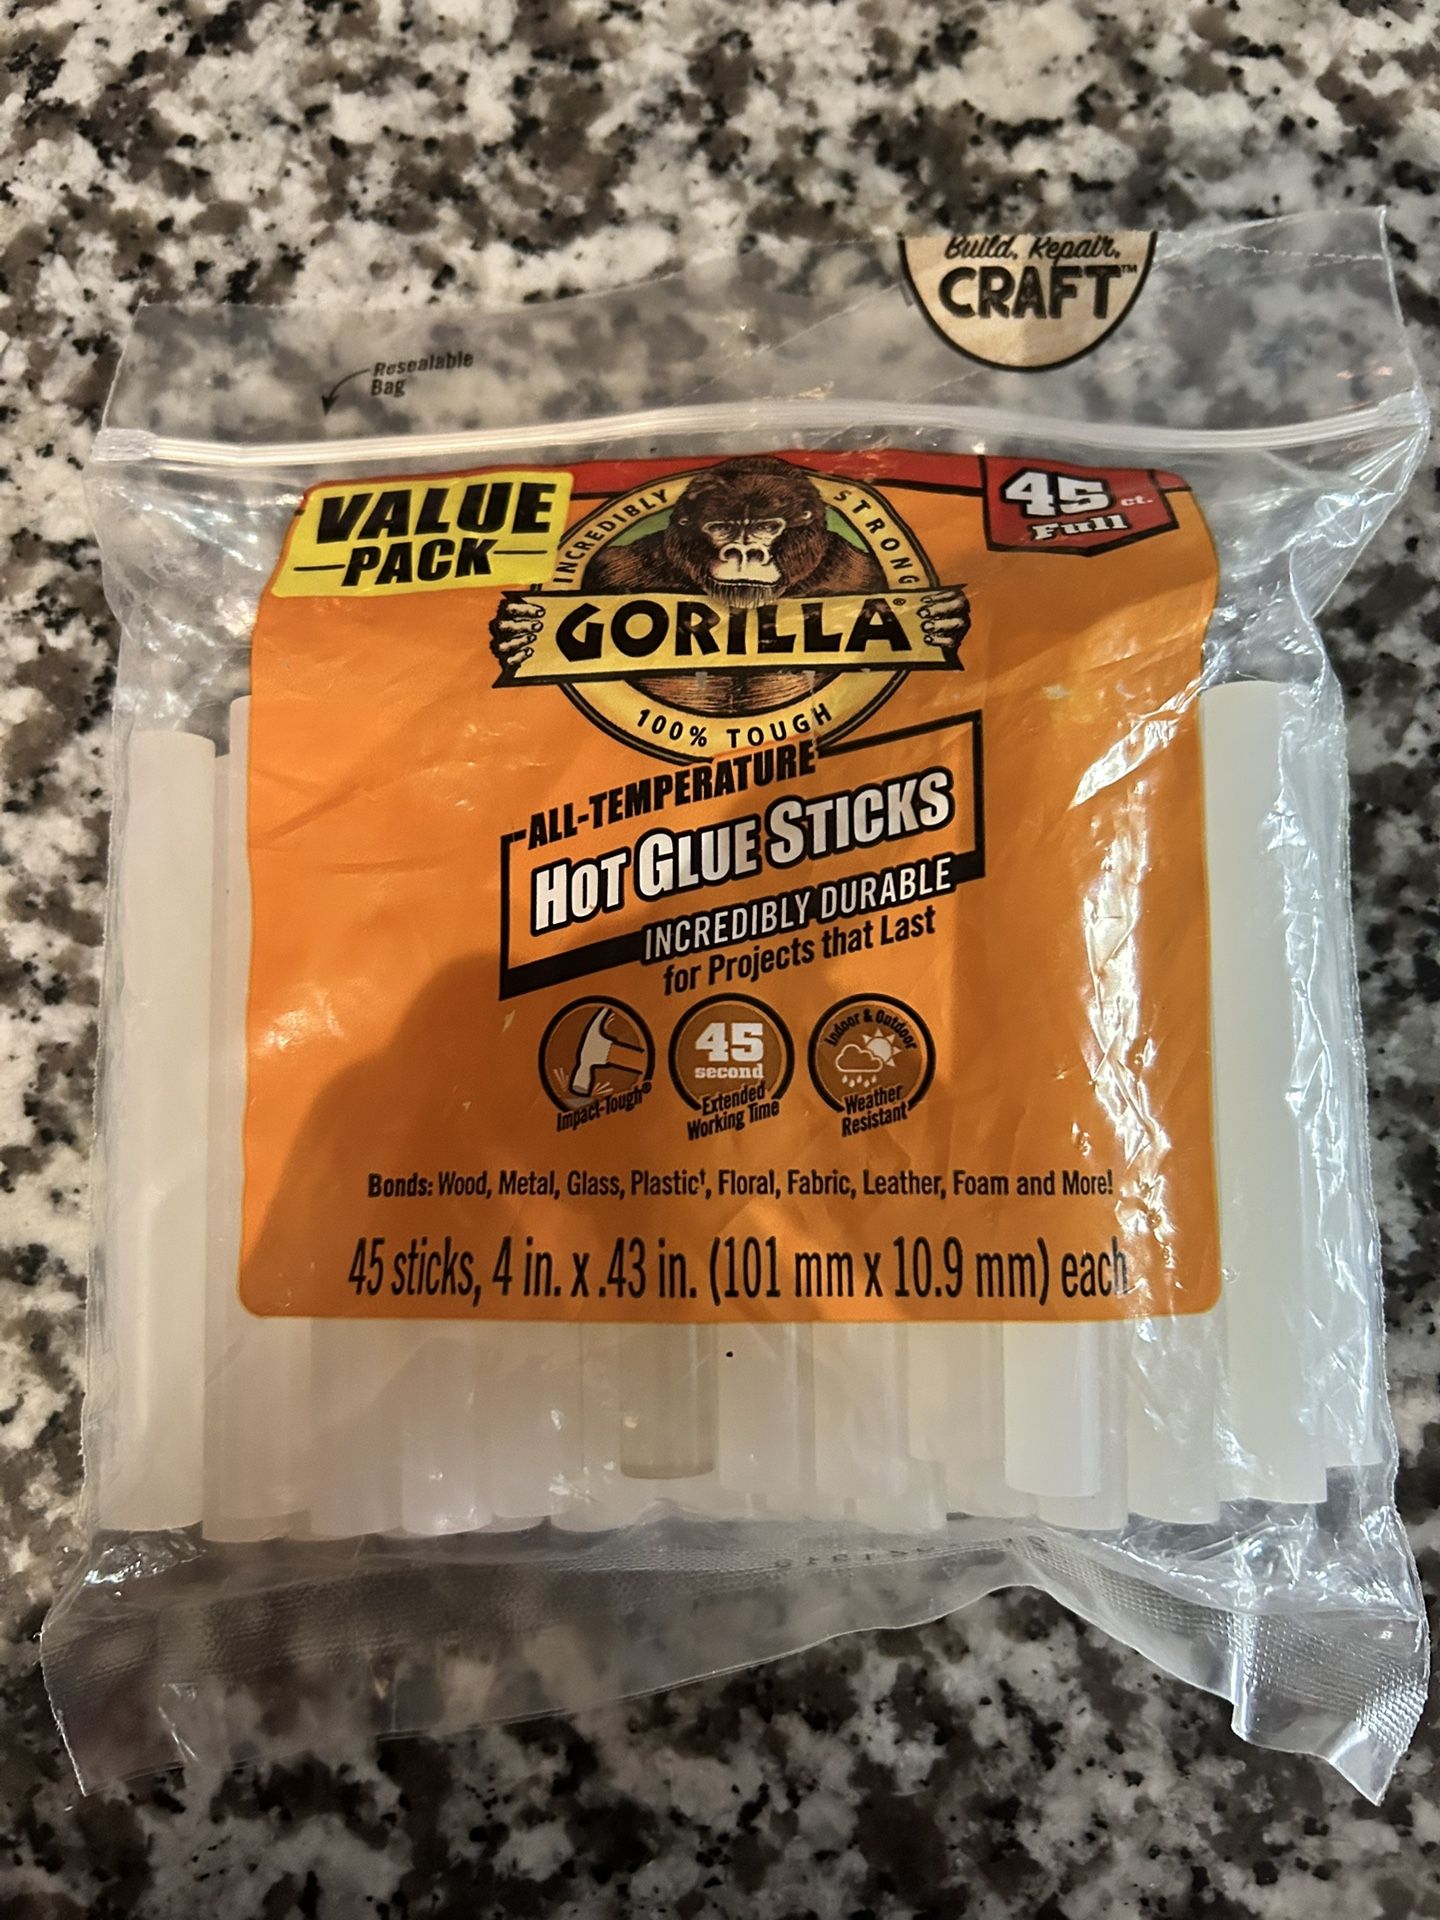 Build, Repair,
CRAFT™
Resealable
Bag
VALUE
PACK
45 ct.
Full
INCREDIBLY STRONG
GORILLA®
100% TOUGH
ALL-TEMPERATURE
HOT GLUE STICKS
INCREDIBLY DURABLE
for Projects that Last
Impact-Tough®
45
second
Extended
Working Time
Indoor & Outdoor
Weather
Resistant
Bonds: Wood, Metal, Glass, Plastic†, Floral, Fabric, Leather, Foam and More!
45 sticks, 4 in. x .43 in. (101 mm x 10.9 mm) each